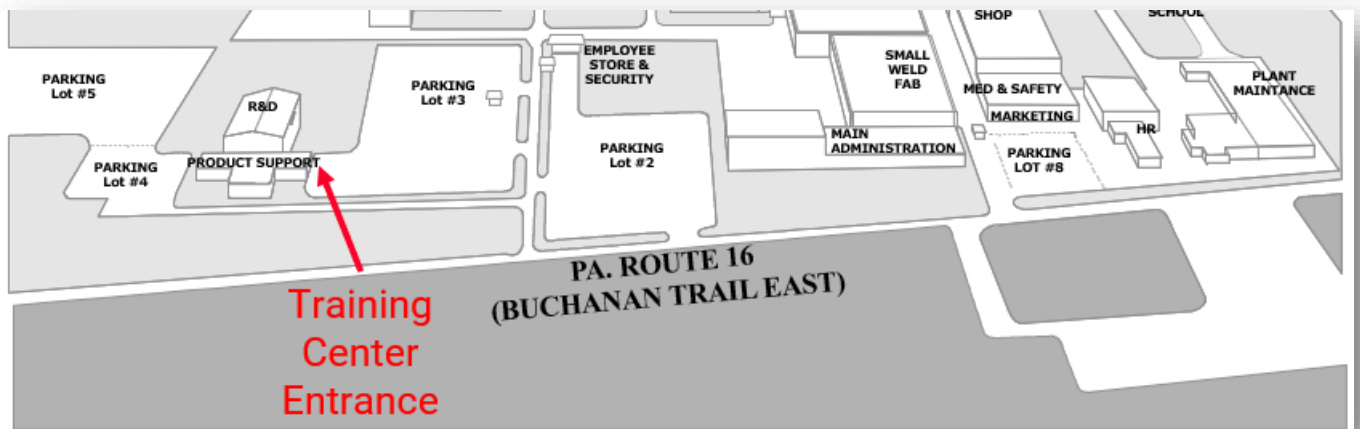 SHOP
SCHOOL
EMPLOYEE
STORE &
SECURITY
SMALL
WELD
FAB
PARKING
Lot #5
R&D
PARKING
Lot #3
MED & SAFETY
PLANT
MAINTANCE
MARKETING
HR
MAIN
ADMINISTRATION
PARKING
Lot #2
PARKING
LOT #8
PRODUCT SUPPORT
PARKING
Lot #4
PA. ROUTE 16
(BUCHANAN TRAIL EAST)
Training
Center
Entrance